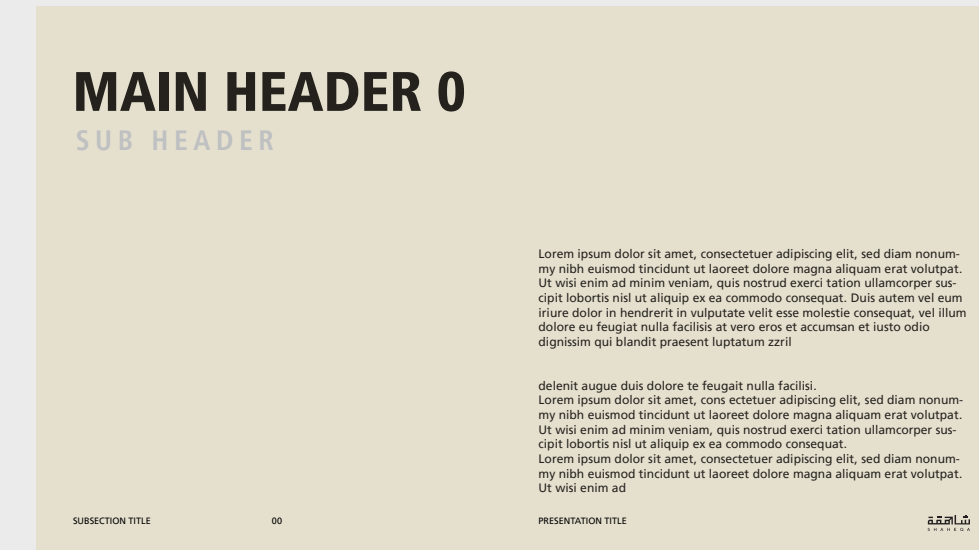 MAIN HEADER 0
SUB HEADER
Lorem ipsum dolor sit amet, consectetuer adipiscing elit, sed diam nonum-
my nibh euismod tincidunt ut laoreet dolore magna aliquam erat volutpat.
Ut wisi enim ad minim veniam, quis nostrud exerci tation ullamcorper sus-
cipit lobortis nisl ut aliquip ex ea commodo consequat. Duis autem vel eum
iriure dolor in hendrerit in vulputate velit esse molestie consequat, vel illum
dolore eu feugiat nulla facilisis at vero eros et accumsan et iusto odio
dignissim qui blandit praesent luptatum zzril
delenit augue duis dolore te feugait nulla facilisi.
Lorem ipsum dolor sit amet, cons ectetuer adipiscing elit, sed diam nonum-
my nibh euismod tincidunt ut laoreet dolore magna aliquam erat volutpat.
Ut wisi enim ad minim veniam, quis nostrud exerci tation ullamcorper sus-
cipit lobortis nisl ut aliquip ex ea commodo consequat.
Lorem ipsum dolor sit amet, consectetuer adipiscing elit, sed diam nonum-
my nibh euismod tincidunt ut laoreet dolore magna aliquam erat volutpat.
Ut wisi enim ad
SUBSECTION TITLE 00 PRESENTATION TITLE
شاهقة
SHAHEQA